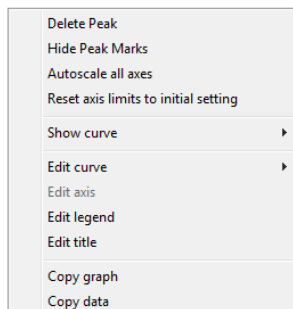 Delete Peak
Hide Peak Marks
Autoscale all axes
Reset axis limits to initial setting
Show curve
Edit curve
Edit axis
Edit legend
Edit title
Copy graph
Copy data